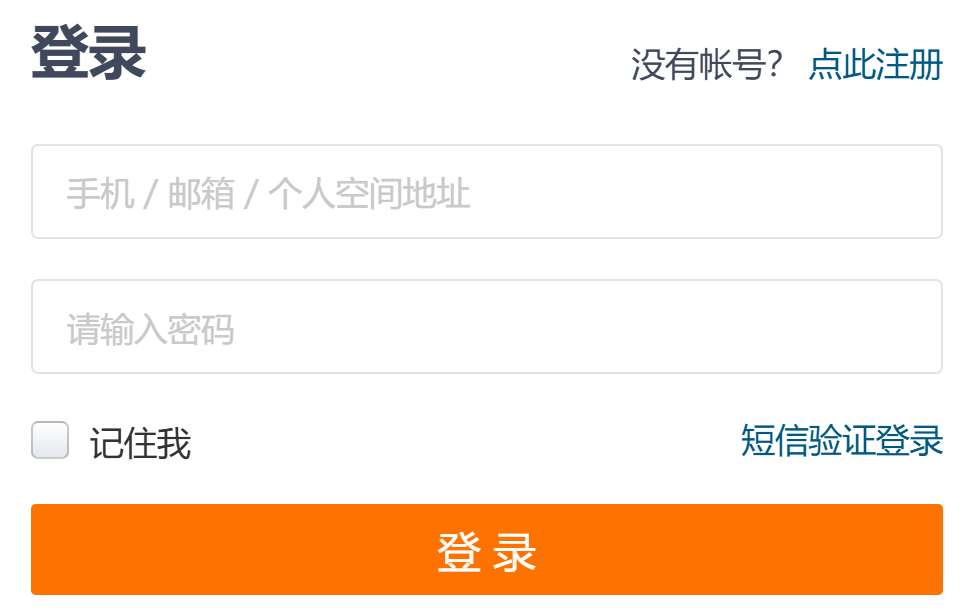 登录
没有帐号？ 点此注册
手机 / 邮箱 / 个人空间地址
请输入密码
记住我
短信验证登录
登 录